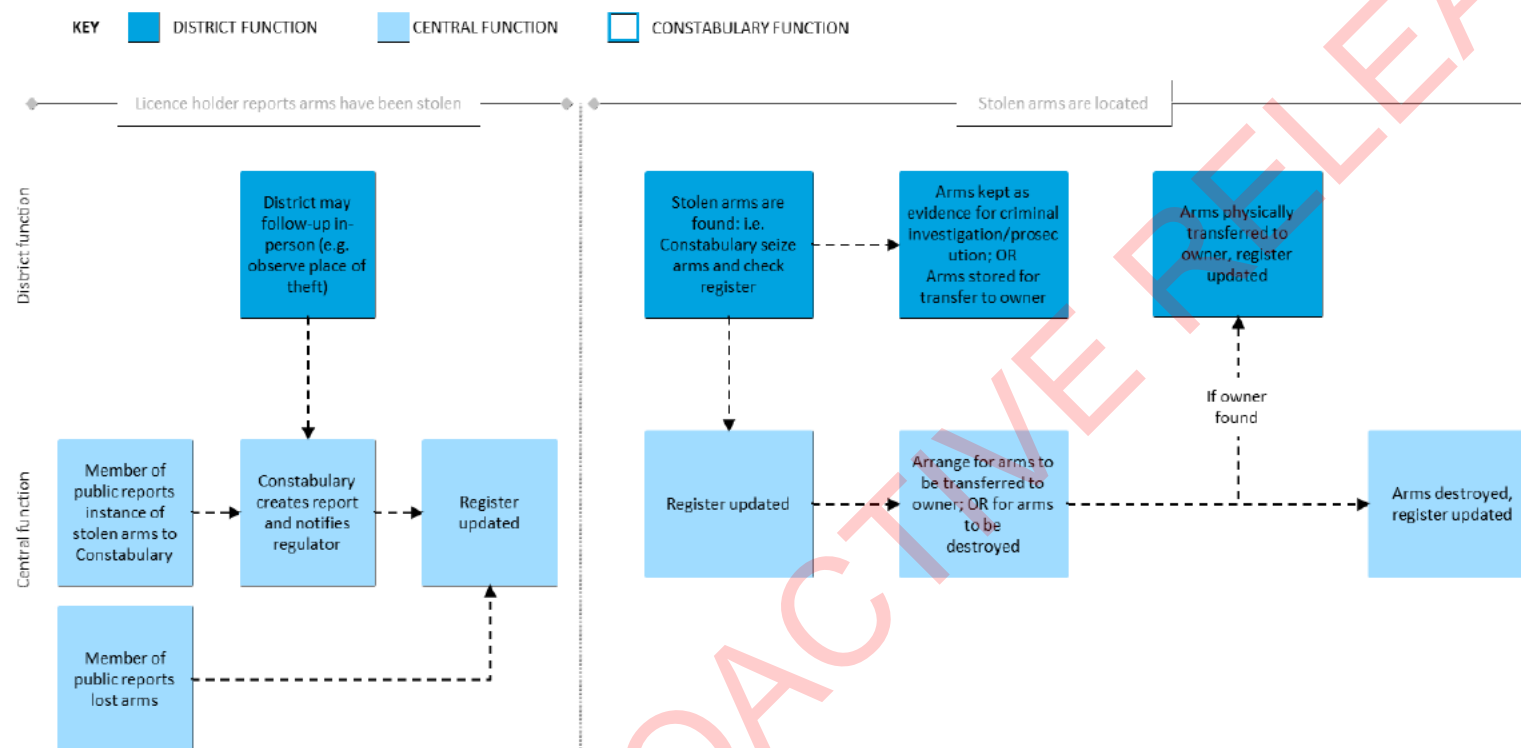 KEY
DISTRICT FUNCTION
CENTRAL FUNCTION
CONSTABULARY FUNCTION
Licence holder reports arms have been stolen
Stolen arms are located
District function
District may
follow-up in-
person (e.g.
observe place of
theft)
Stolen arms are
found: i.e.
Constabulary seize
arms and check
register
Arms kept as
evidence for criminal
investigation/prosec
ution; OR
Arms stored for
transfer to owner
Arms physically
transferred to
owner, register
updated
If owner
found
Central function
Member of
public reports
instance of
stolen arms to
Constabulary
Constabulary
creates report
and notifies
regulator
Register
updated
Register updated
Arrange for arms to
be transferred to
owner; OR for arms
to be
destroyed
Arms destroyed,
register updated
Member of
public reports
lost arms
OACTIVE RELEA